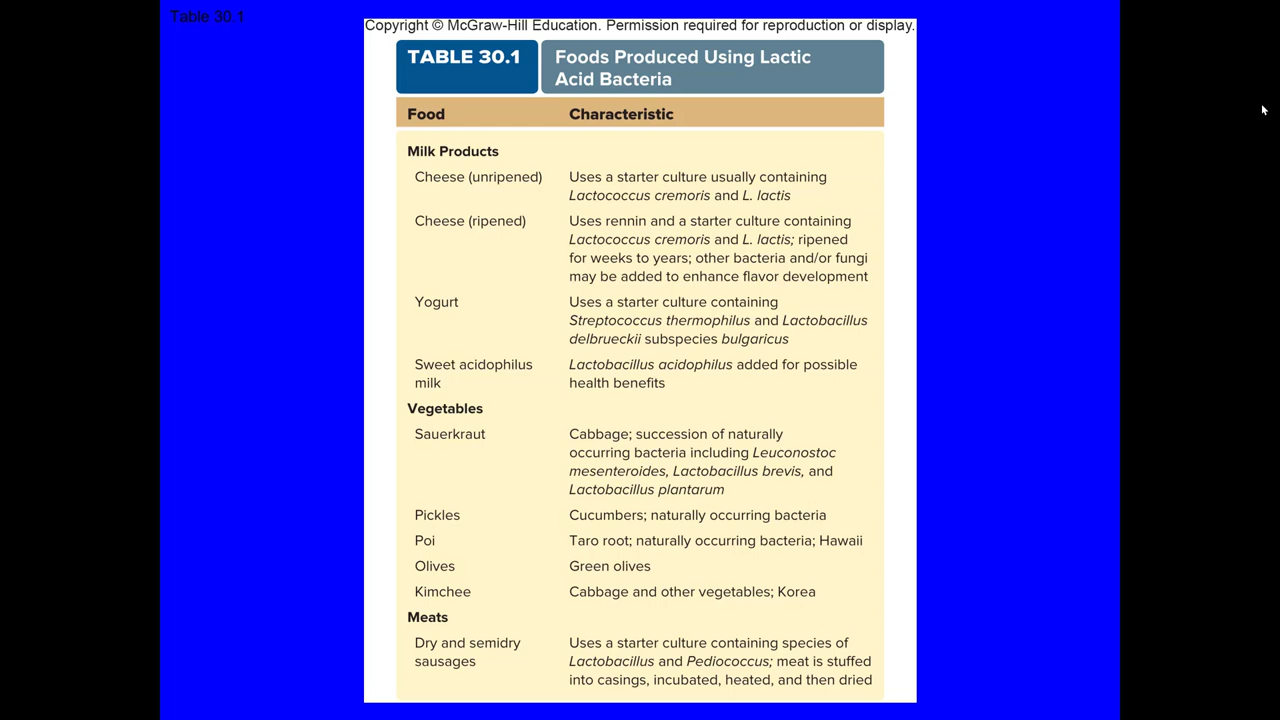 Table 30.1
Copyright © McGraw-Hill Education. Permission required for reproduction or display.
TABLE 30.1
Foods Produced Using Lactic
Acid Bacteria
Food Characteristic
Milk Products
Cheese (unripened) Uses a starter culture usually containing
Lactococcus cremoris and L. lactis
Cheese (ripened) Uses rennin and a starter culture containing
Lactococcus cremoris and L. lactis; ripened
for weeks to years; other bacteria and/or fungi
may be added to enhance flavor development
Yogurt Uses a starter culture containing
Streptococcus thermophilus and Lactobacillus
delbrueckii subspecies bulgaricus
Sweet acidophilus Lactobacillus acidophilus added for possible
milk health benefits
Vegetables
Sauerkraut Cabbage; succession of naturally
occurring bacteria including Leuconostoc
mesenteroides, Lactobacillus brevis, and
Lactobacillus plantarum
Pickles Cucumbers; naturally occurring bacteria
Poi Taro root; naturally occurring bacteria; Hawaii
Olives Green olives
Kimchee Cabbage and other vegetables; Korea
Meats
Dry and semidry Uses a starter culture containing species of
sausages Lactobacillus and Pediococcus; meat is stuffed
into casings, incubated, heated, and then dried